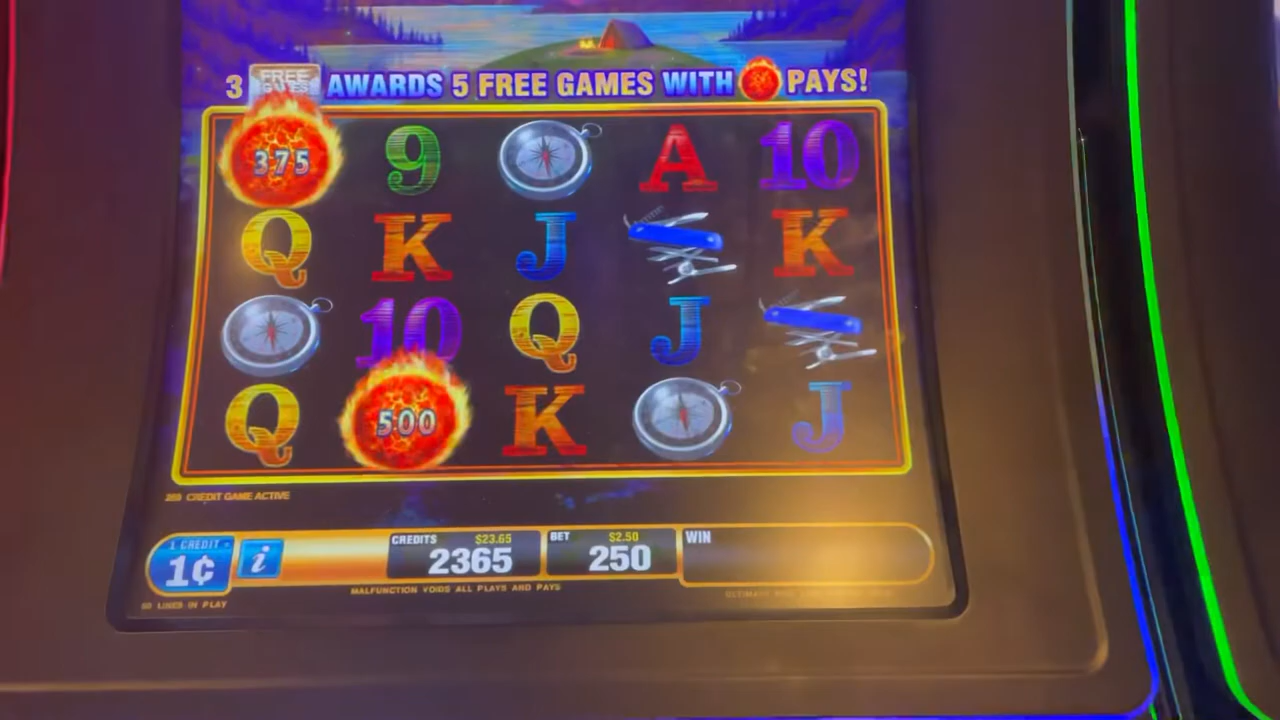 3 FREE GAMES AWARDS 5 FREE GAMES WITH PAYS!
375 9 A 10
Q K J K
10 Q J
Q 500 K J
CREDIT GAME ACTIVE
1 CREDIT =
1¢
i
CREDITS $23.65
2365
BET $2.50
250
WIN
MALFUNCTION VOIDS ALL PLAYS AND PAYS
60 LINES IN PLAY